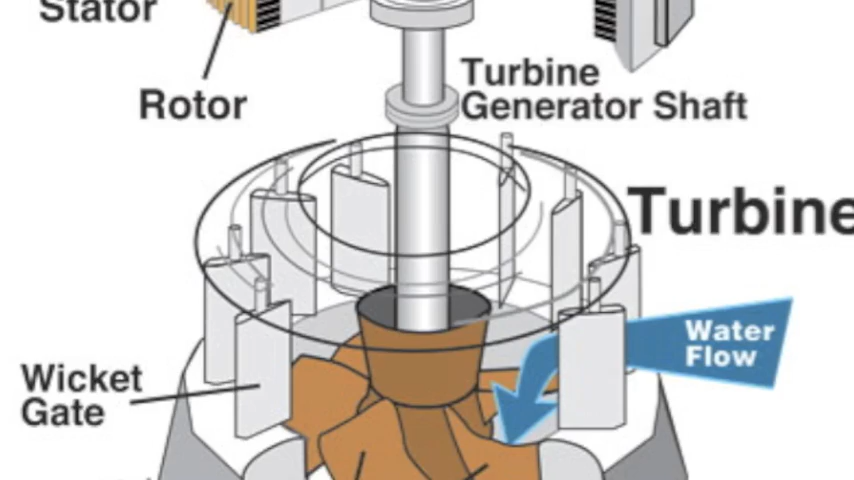 Stator
Rotor
Turbine
Generator Shaft
Turbine
Water
Flow
Wicket
Gate